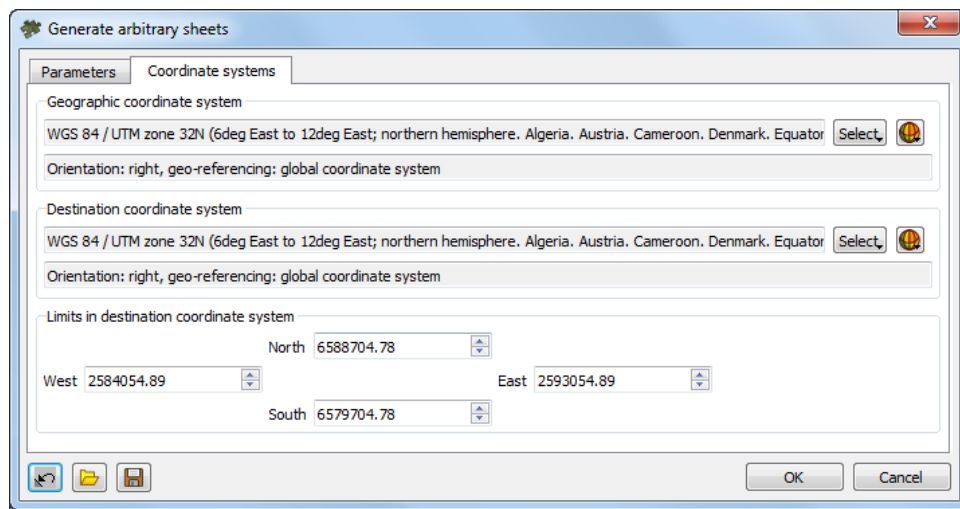 Generate arbitrary sheets
Parameters Coordinate systems
Geographic coordinate system
WGS 84 / UTM zone 32N (6deg East to 12deg East; northern hemisphere. Algeria. Austria. Cameroon. Denmark. Equator Select
Orientation: right, geo-referencing: global coordinate system
Destination coordinate system
WGS 84 / UTM zone 32N (6deg East to 12deg East; northern hemisphere. Algeria. Austria. Cameroon. Denmark. Equator Select
Orientation: right, geo-referencing: global coordinate system
Limits in destination coordinate system
North 6588704.78
West 2584054.89 East 2593054.89
South 6579704.78
OK Cancel